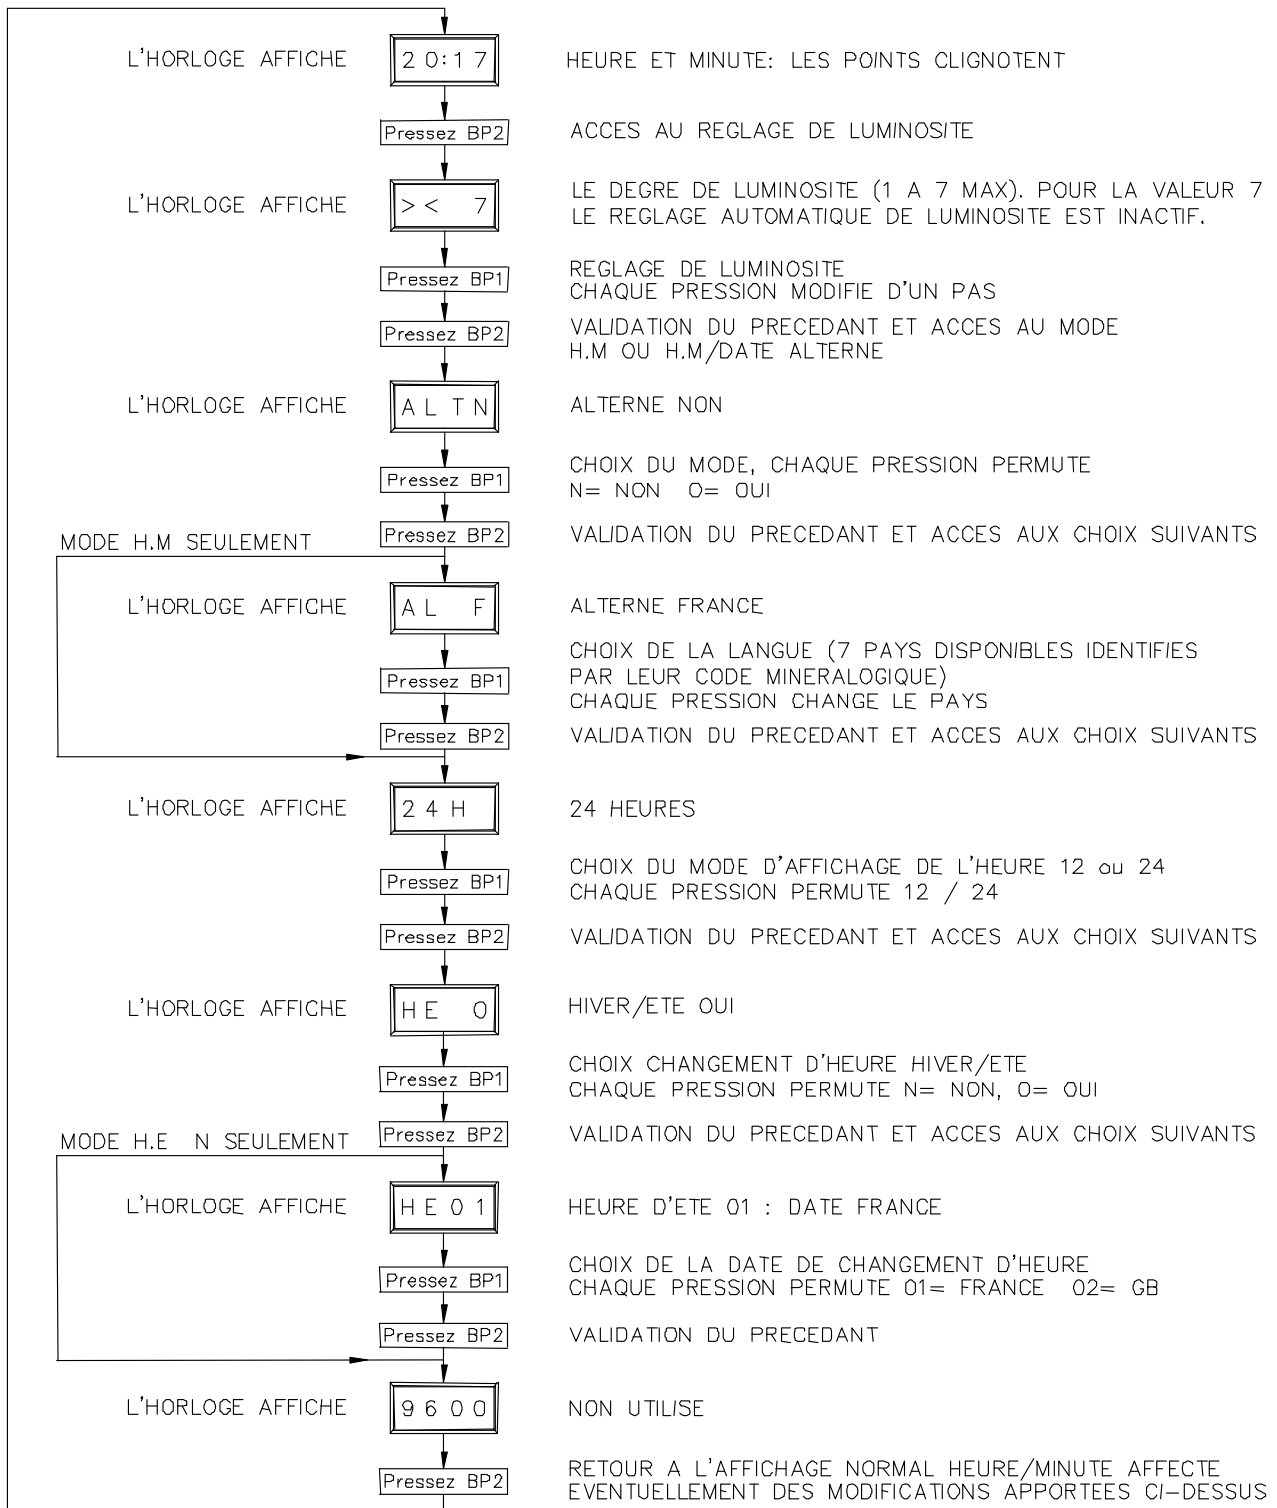 L'HORLOGE AFFICHE 20:17 HEURE ET MINUTE: LES POINTS CLIGNOTENT
Pressez BP2 ACCES AU REGLAGE DE LUMINOSITE
L'HORLOGE AFFICHE >< 7 LE DEGRE DE LUMINOSITE (1 A 7 MAX). POUR LA VALEUR 7
LE REGLAGE AUTOMATIQUE DE LUMINOSITE EST INACTIF.
Pressez BP1 REGLAGE DE LUMINOSITE
CHAQUE PRESSION MODIFIE D'UN PAS
Pressez BP2 VALIDATION DU PRECEDANT ET ACCES AU MODE
H.M OU H.M/DATE ALTERNE
L'HORLOGE AFFICHE ALTN ALTERNE NON
Pressez BP1 CHOIX DU MODE, CHAQUE PRESSION PERMUTE
N= NON O= OUI
Pressez BP2 VALIDATION DU PRECEDANT ET ACCES AUX CHOIX SUIVANTS
MODE H.M SEULEMENT
L'HORLOGE AFFICHE AL F ALTERNE FRANCE
CHOIX DE LA LANGUE (7 PAYS DISPONIBLES IDENTIFIES
Pressez BP1 PAR LEUR CODE MINERALOGIQUE)
CHAQUE PRESSION CHANGE LE PAYS
Pressez BP2 VALIDATION DU PRECEDANT ET ACCES AUX CHOIX SUIVANTS
L'HORLOGE AFFICHE 24H 24 HEURES
Pressez BP1 CHOIX DU MODE D'AFFICHAGE DE L'HEURE 12 ou 24
CHAQUE PRESSION PERMUTE 12 / 24
Pressez BP2 VALIDATION DU PRECEDANT ET ACCES AUX CHOIX SUIVANTS
L'HORLOGE AFFICHE HE O HIVER/ETE OUI
Pressez BP1 CHOIX CHANGEMENT D'HEURE HIVER/ETE
CHAQUE PRESSION PERMUTE N= NON, O= OUI
Pressez BP2 VALIDATION DU PRECEDANT ET ACCES AUX CHOIX SUIVANTS
MODE H.E N SEULEMENT
L'HORLOGE AFFICHE HE01 HEURE D'ETE 01 : DATE FRANCE
Pressez BP1 CHOIX DE LA DATE DE CHANGEMENT D'HEURE
CHAQUE PRESSION PERMUTE 01= FRANCE 02= GB
Pressez BP2 VALIDATION DU PRECEDANT
L'HORLOGE AFFICHE 9600 NON UTILISE
Pressez BP2 RETOUR A L'AFFICHAGE NORMAL HEURE/MINUTE AFFECTE
EVENTUELLEMENT DES MODIFICATIONS APPORTEES CI-DESSUS